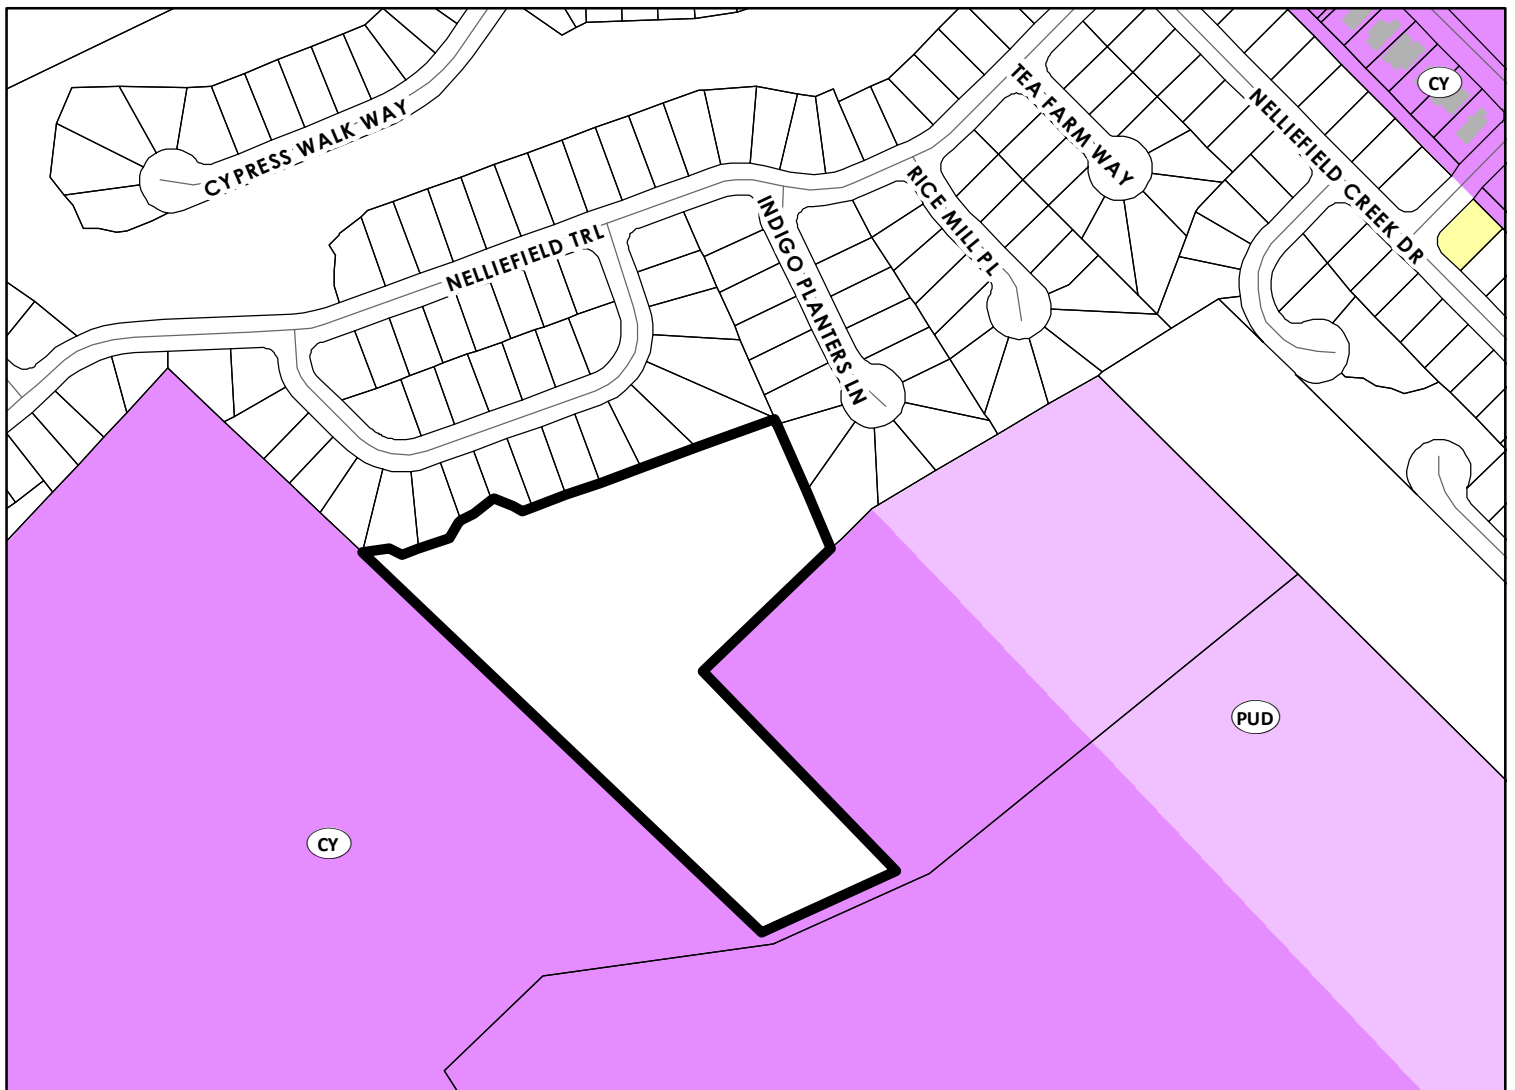 CY
CYPRESS WALK WAY
TEA FARM WAY
NELLIEFIELD CREEK DR
RICE MILL PL
INDIGO PLANTERS LN
NELLIEFIELD TRL
PUD
CY